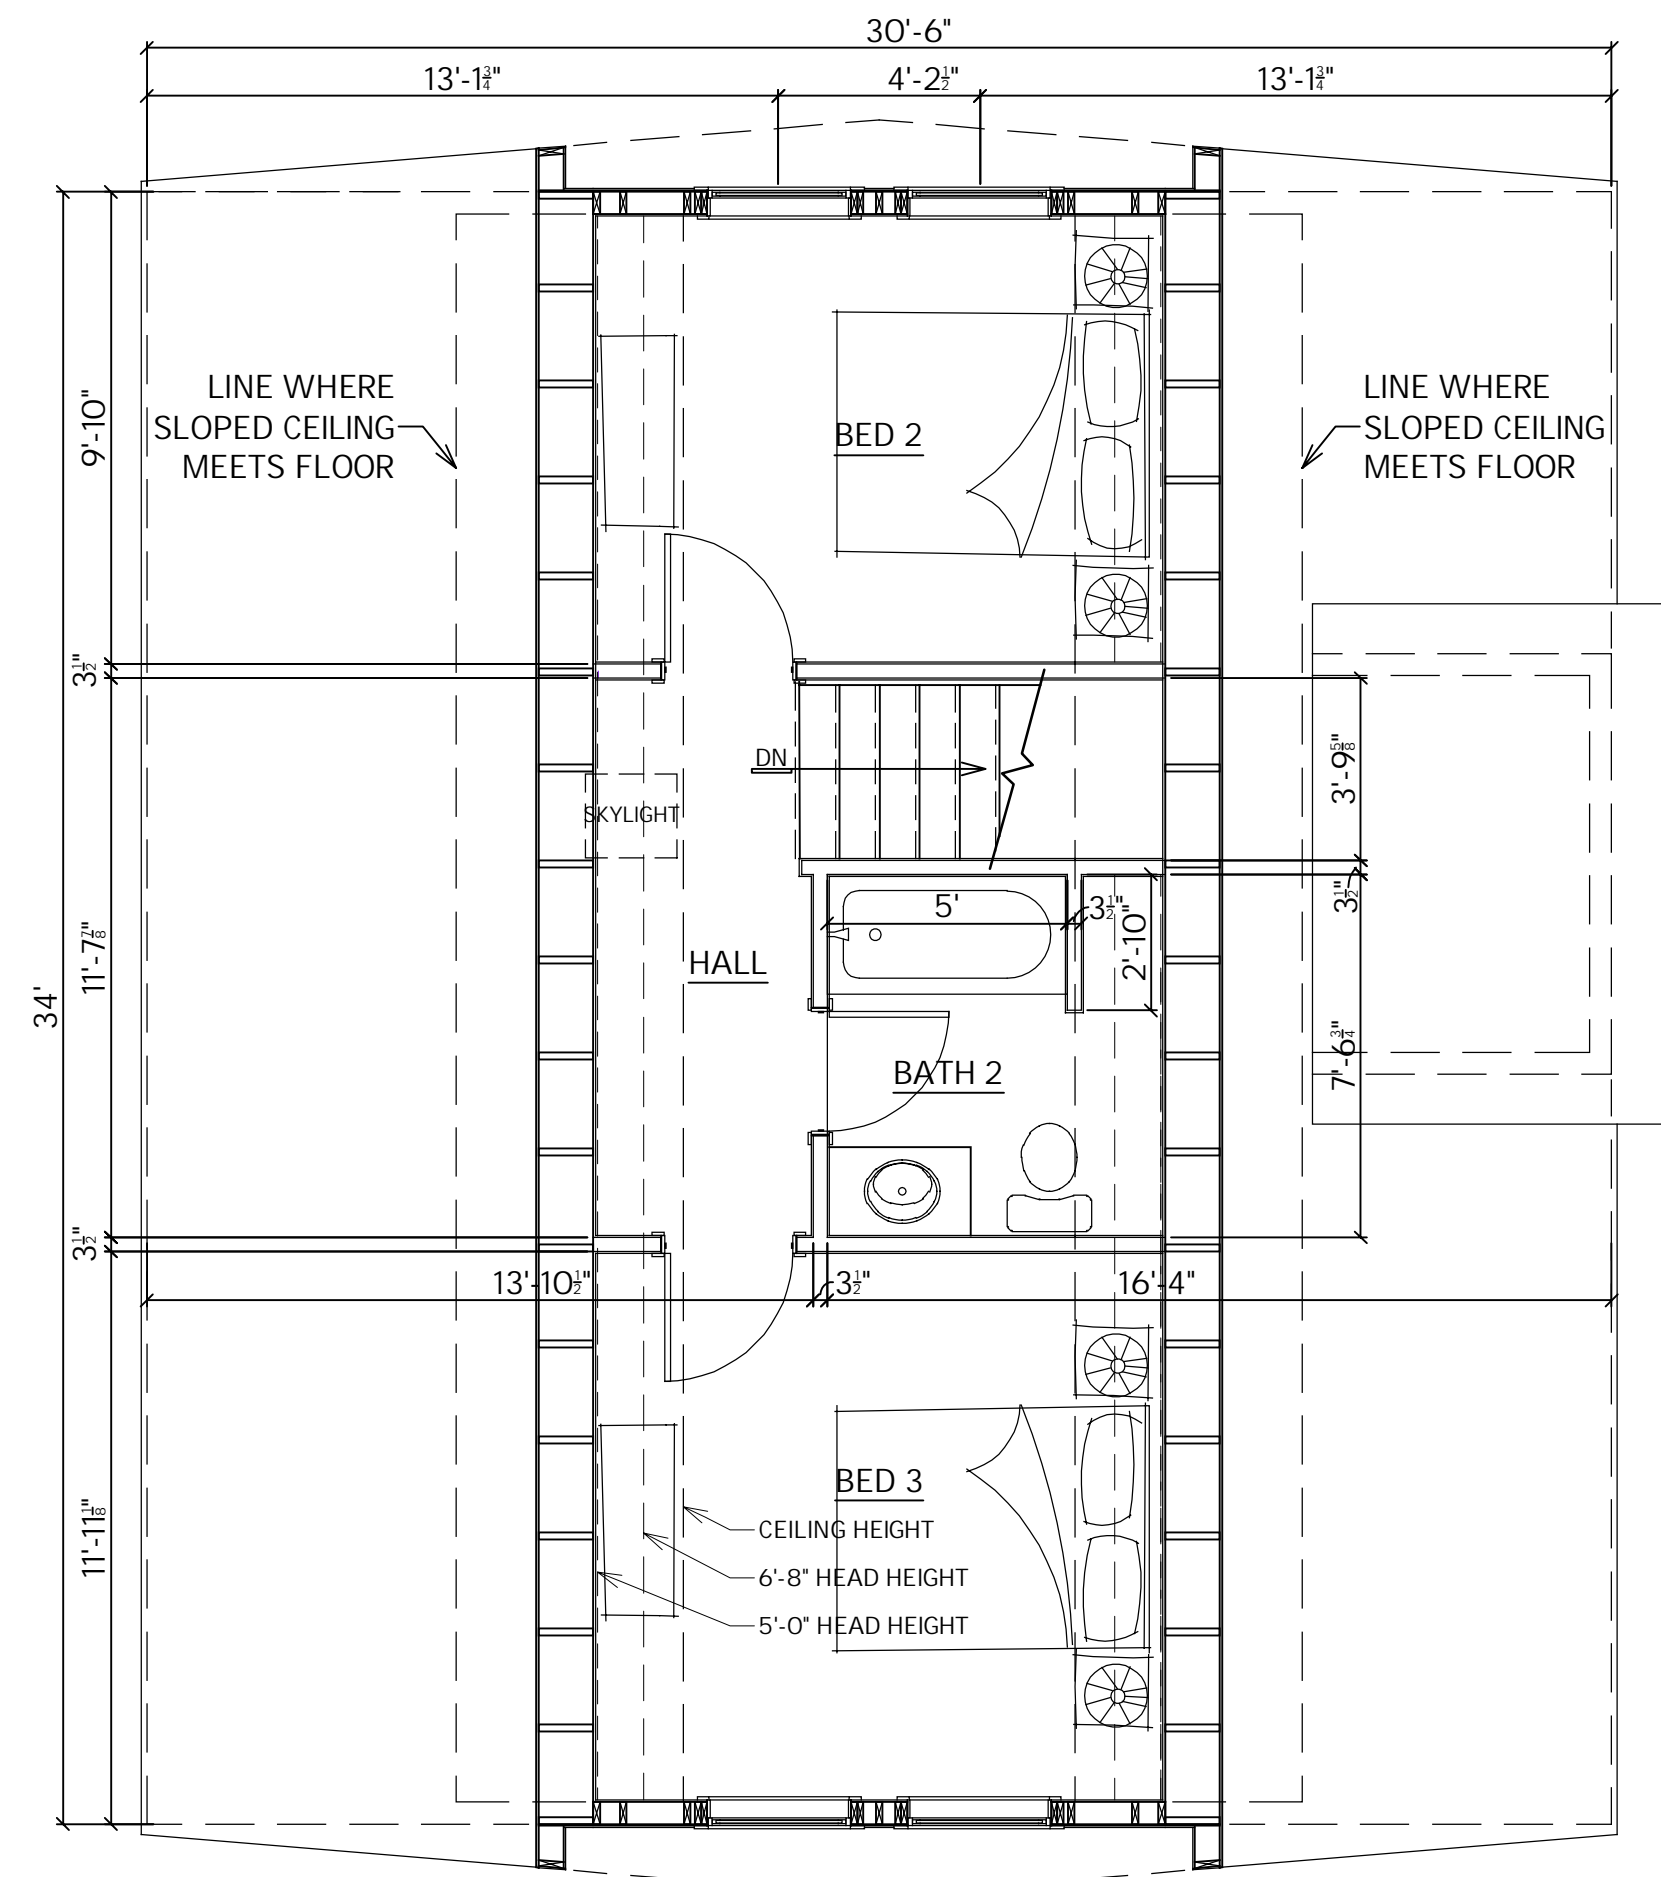 30'-6"
13'-1¾"
4'-2½"
13'-1¾"
LINE WHERE
SLOPED CEILING
MEETS FLOOR
LINE WHERE
SLOPED CEILING
MEETS FLOOR
9'-10"
BED 2
3½"
DN
3'-9⅝"
SKYLIGHT
3½"
5'
3½"
2'-10"
11'-7⅞"
HALL
34'
7'-6¾"
BATH 2
3½"
13'-10½"
3½"
16'-4"
BED 3
11'-11⅛"
CEILING HEIGHT
6'-8" HEAD HEIGHT
5'-0" HEAD HEIGHT